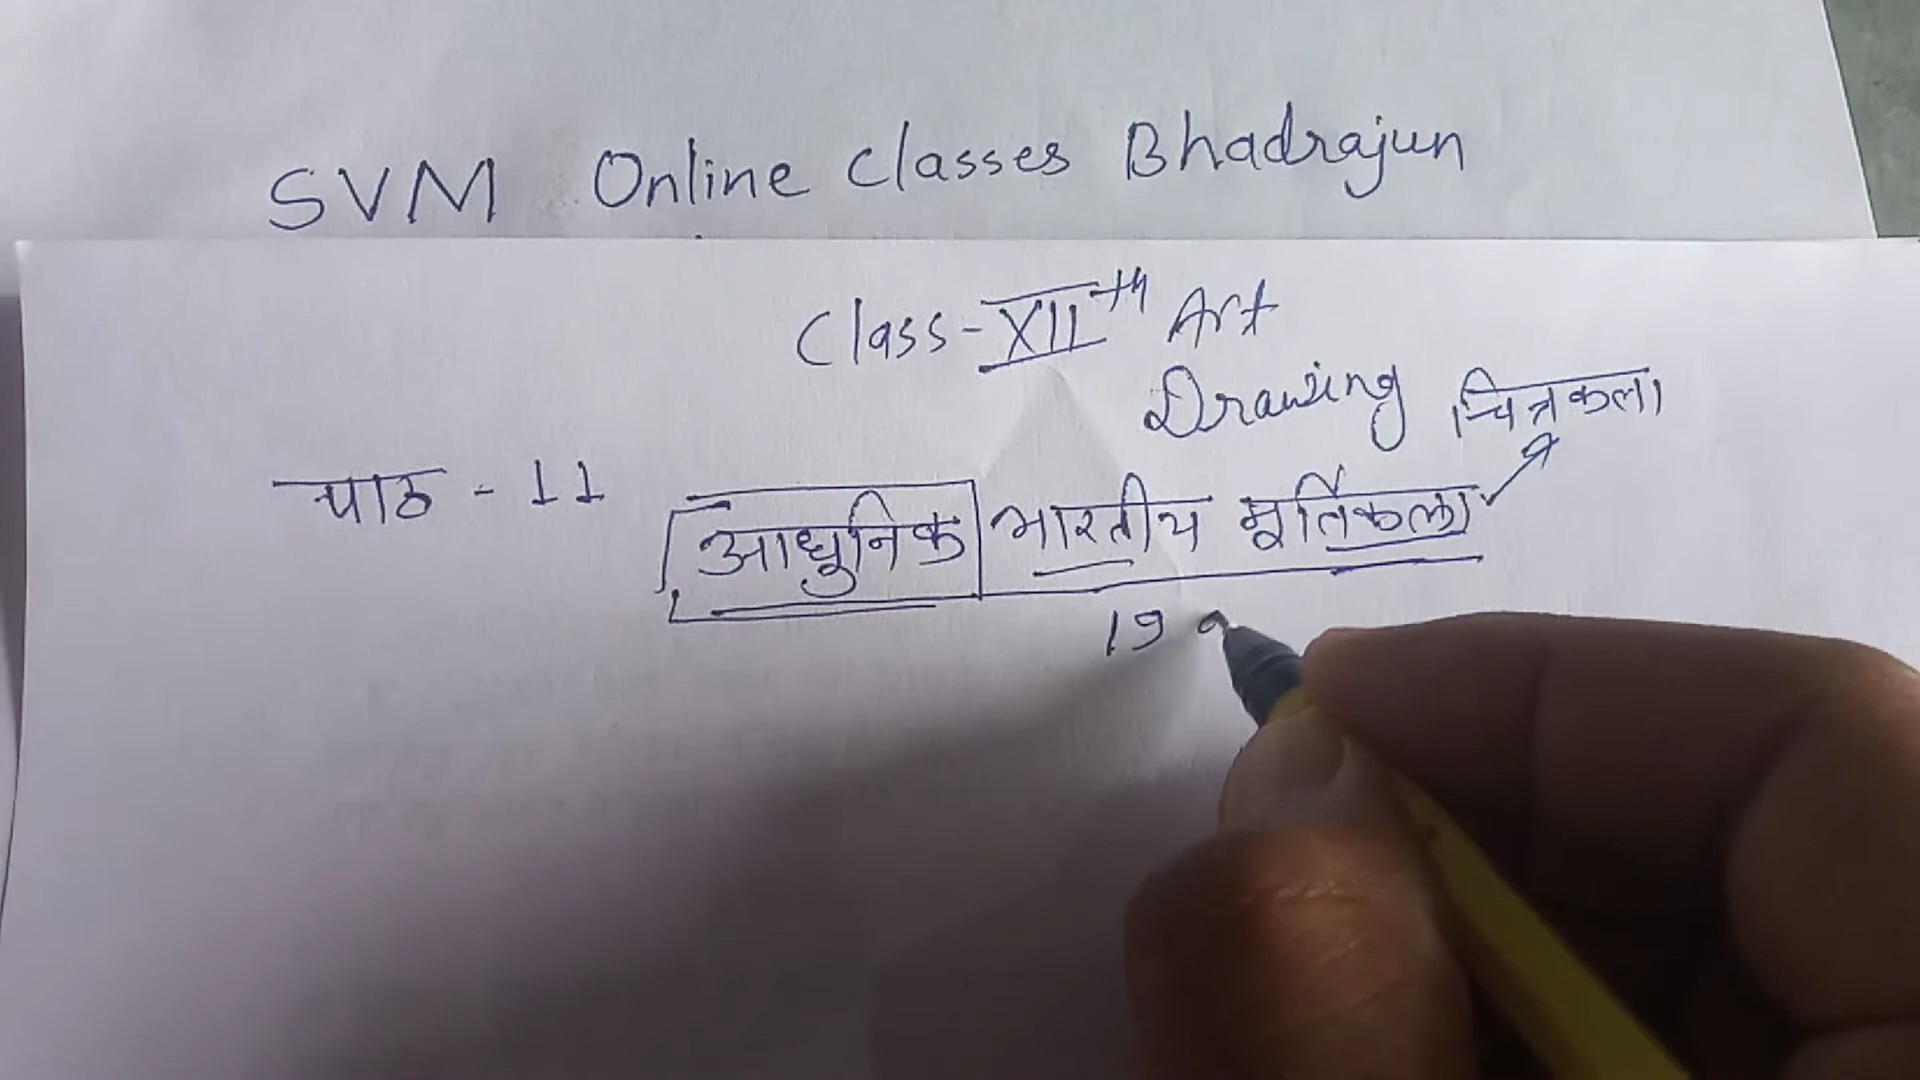 SVM Online Classes Bhadrajun
Class-XIIth Art
Drawing चित्रकला
पाठ - 11 आधुनिक भारतीय मूर्तिकला
19